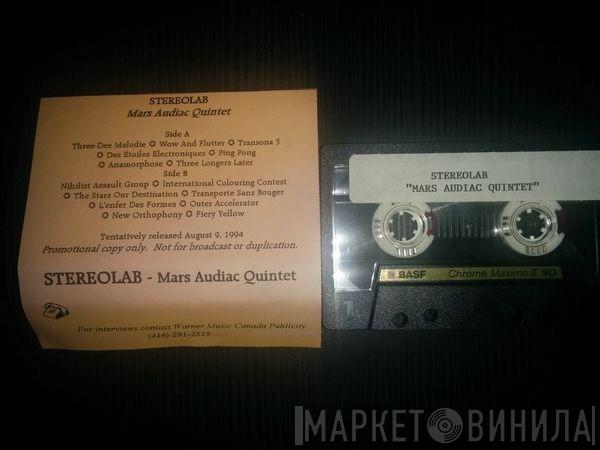 STEREOLAB
Mars Audiac Quintet
Side A
Three-Dee Melodie ✪ Wow And Flutter ✪ Transona 5
✪ Des Etoiles Electroniques ✪ Ping Pong
✪ Anamorphose ✪ Three Longers Later
Side B
Nihilist Assault Group ✪ International Colouring Contest
✪ The Stars Our Destination ✪ Transporte Sans Bouger
✪ L'enfer Des Formes ✪ Outer Accelerator
✪ New Orthophony ✪ Fiery Yellow
Tentatively released August 9, 1994
Promotional copy only. Not for broadcast or duplication.
STEREOLAB - Mars Audiac Quintet
For interviews contact Warner Music Canada Publicity
(416) 291-2515
STEREOLAB
"MARS AUDIAC QUINTET"
BASF Chrome Maxima II 90
1
МАРКЕТ ВИНИЛА